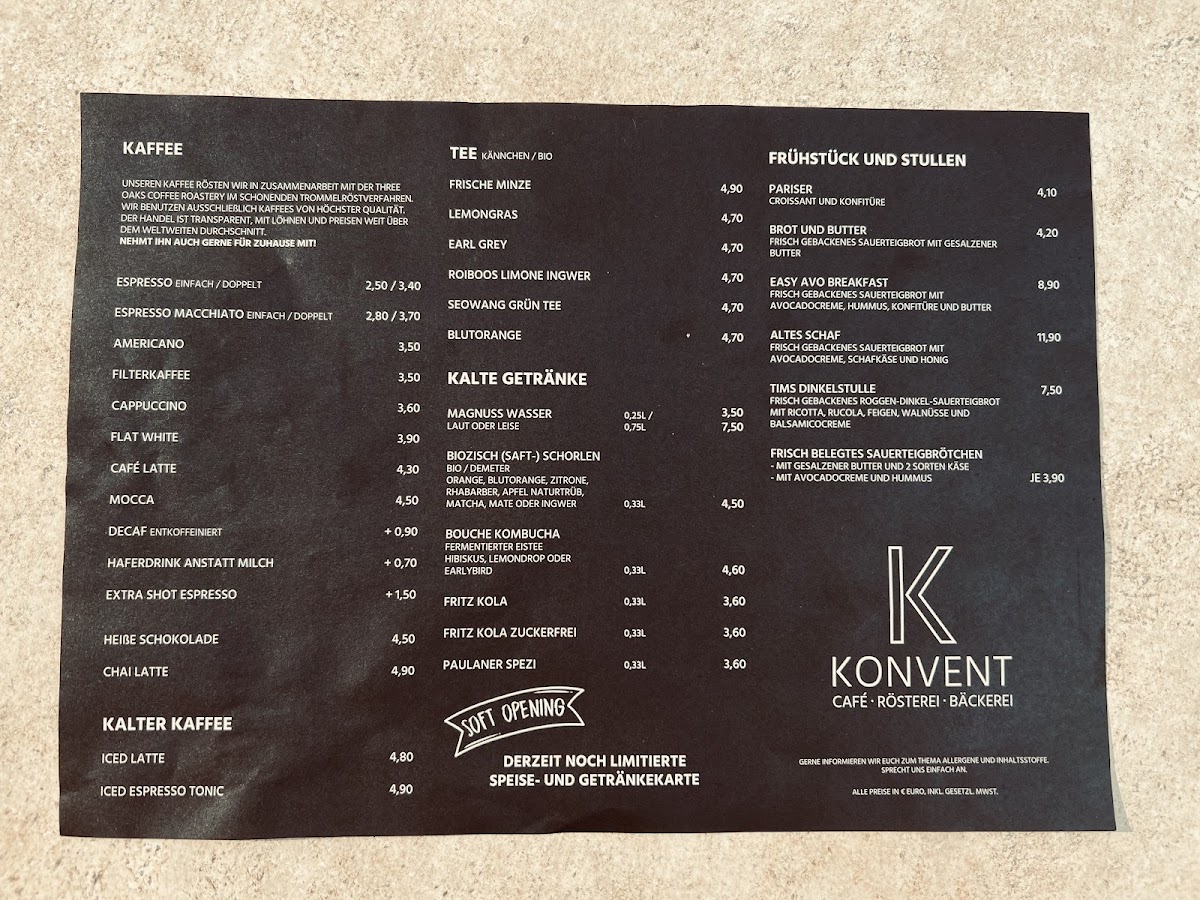 KAFFEE
UNSEREN KAFFEE RÖSTEN WIR IN ZUSAMMENARBEIT MIT DER THREE
OAKS COFFEE ROASTERY IM SCHONENDEN TROMMELRÖSTVERFAHREN.
WIR BENUTZEN AUSSCHLIEßLICH KAFFEES VON HÖCHSTER QUALITÄT.
DER HANDEL IST TRANSPARENT, MIT LÖHNEN UND PREISEN WEIT ÜBER
DEM WELTWEITEN DURCHSCHNITT.
NEHMT IHN AUCH GERNE FÜR ZUHAUSE MIT!
ESPRESSO EINFACH / DOPPELT 2,50 / 3,40
ESPRESSO MACCHIATO EINFACH / DOPPELT 2,80 / 3,70
AMERICANO 3,50
FILTERKAFFEE 3,50
CAPPUCCINO 3,60
FLAT WHITE 3,90
CAFÉ LATTE 4,30
MOCCA 4,50
DECAF ENTKOFFEINIERT + 0,90
HAFERDRINK ANSTATT MILCH + 0,70
EXTRA SHOT ESPRESSO + 1,50
HEIßE SCHOKOLADE 4,50
CHAI LATTE 4,90
KALTER KAFFEE
ICED LATTE 4,80
ICED ESPRESSO TONIC 4,90
TEE KÄNNCHEN / BIO
FRISCHE MINZE 4,90
LEMONGRAS 4,70
EARL GREY 4,70
ROIBOOS LIMONE INGWER 4,70
SEOWANG GRÜN TEE 4,70
BLUTORANGE 4,70
KALTE GETRÄNKE
MAGNUSS WASSER 0,25L / 3,50
LAUT ODER LEISE 0,75L 7,50
BIOZISCH (SAFT-) SCHORLEN
BIO / DEMETER
ORANGE, BLUTORANGE, ZITRONE,
RHABARBER, APFEL NATURTRÜB,
MATCHA, MATE ODER INGWER 0,33L 4,50
BOUCHE KOMBUCHA
FERMENTIERTER EISTEE
HIBISKUS, LEMONDROP ODER
EARLYBIRD 0,33L 4,60
FRITZ KOLA 0,33L 3,60
FRITZ KOLA ZUCKERFREI 0,33L 3,60
PAULANER SPEZI 0,33L 3,60
SOFT OPENING
DERZEIT NOCH LIMITIERTE
SPEISE- UND GETRÄNKEKARTE
FRÜHSTÜCK UND STULLEN
PARISER 4,10
CROISSANT UND KONFITÜRE
BROT UND BUTTER 4,20
FRISCH GEBACKENES SAUERTEIGBROT MIT GESALZENER
BUTTER
EASY AVO BREAKFAST 8,90
FRISCH GEBACKENES SAUERTEIGBROT MIT
AVOCADOCREME, HUMMUS, KONFITÜRE UND BUTTER
ALTES SCHAF 11,90
FRISCH GEBACKENES SAUERTEIGBROT MIT
AVOCADOCREME, SCHAFKÄSE UND HONIG
TIMS DINKELSTULLE 7,50
FRISCH GEBACKENES ROGGEN-DINKEL-SAUERTEIGBROT
MIT RICOTTA, RUCOLA, FEIGEN, WALNÜSSE UND
BALSAMICOCREME
FRISCH BELEGTES SAUERTEIGBRÖTCHEN
- MIT GESALZENER BUTTER UND 2 SORTEN KÄSE
- MIT AVOCADOCREME UND HUMMUS JE 3,90
K
KONVENT
CAFÉ · RÖSTEREI · BÄCKEREI
GERNE INFORMIEREN WIR EUCH ZUM THEMA ALLERGENE UND INHALTSSTOFFE.
SPRECHT UNS EINFACH AN.
ALLE PREISE IN € EURO, INKL. GESETZL. MWST.